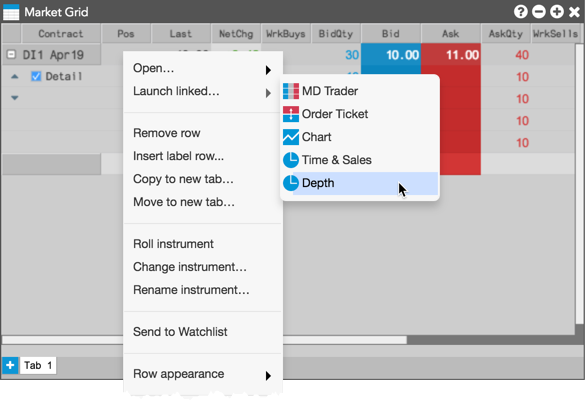 Market Grid
Contract Pos Last NetChg WrkBuys BidQty Bid Ask AskQty WrkSells
DI1 Apr19 30 10.00 11.00 40
Detail 10
10
10
10
Open...
Launch linked...
Remove row
Insert label row...
Copy to new tab...
Move to new tab...
Roll instrument
Change instrument...
Rename instrument...
Send to Watchlist
Row appearance
MD Trader
Order Ticket
Chart
Time & Sales
Depth
Tab 1